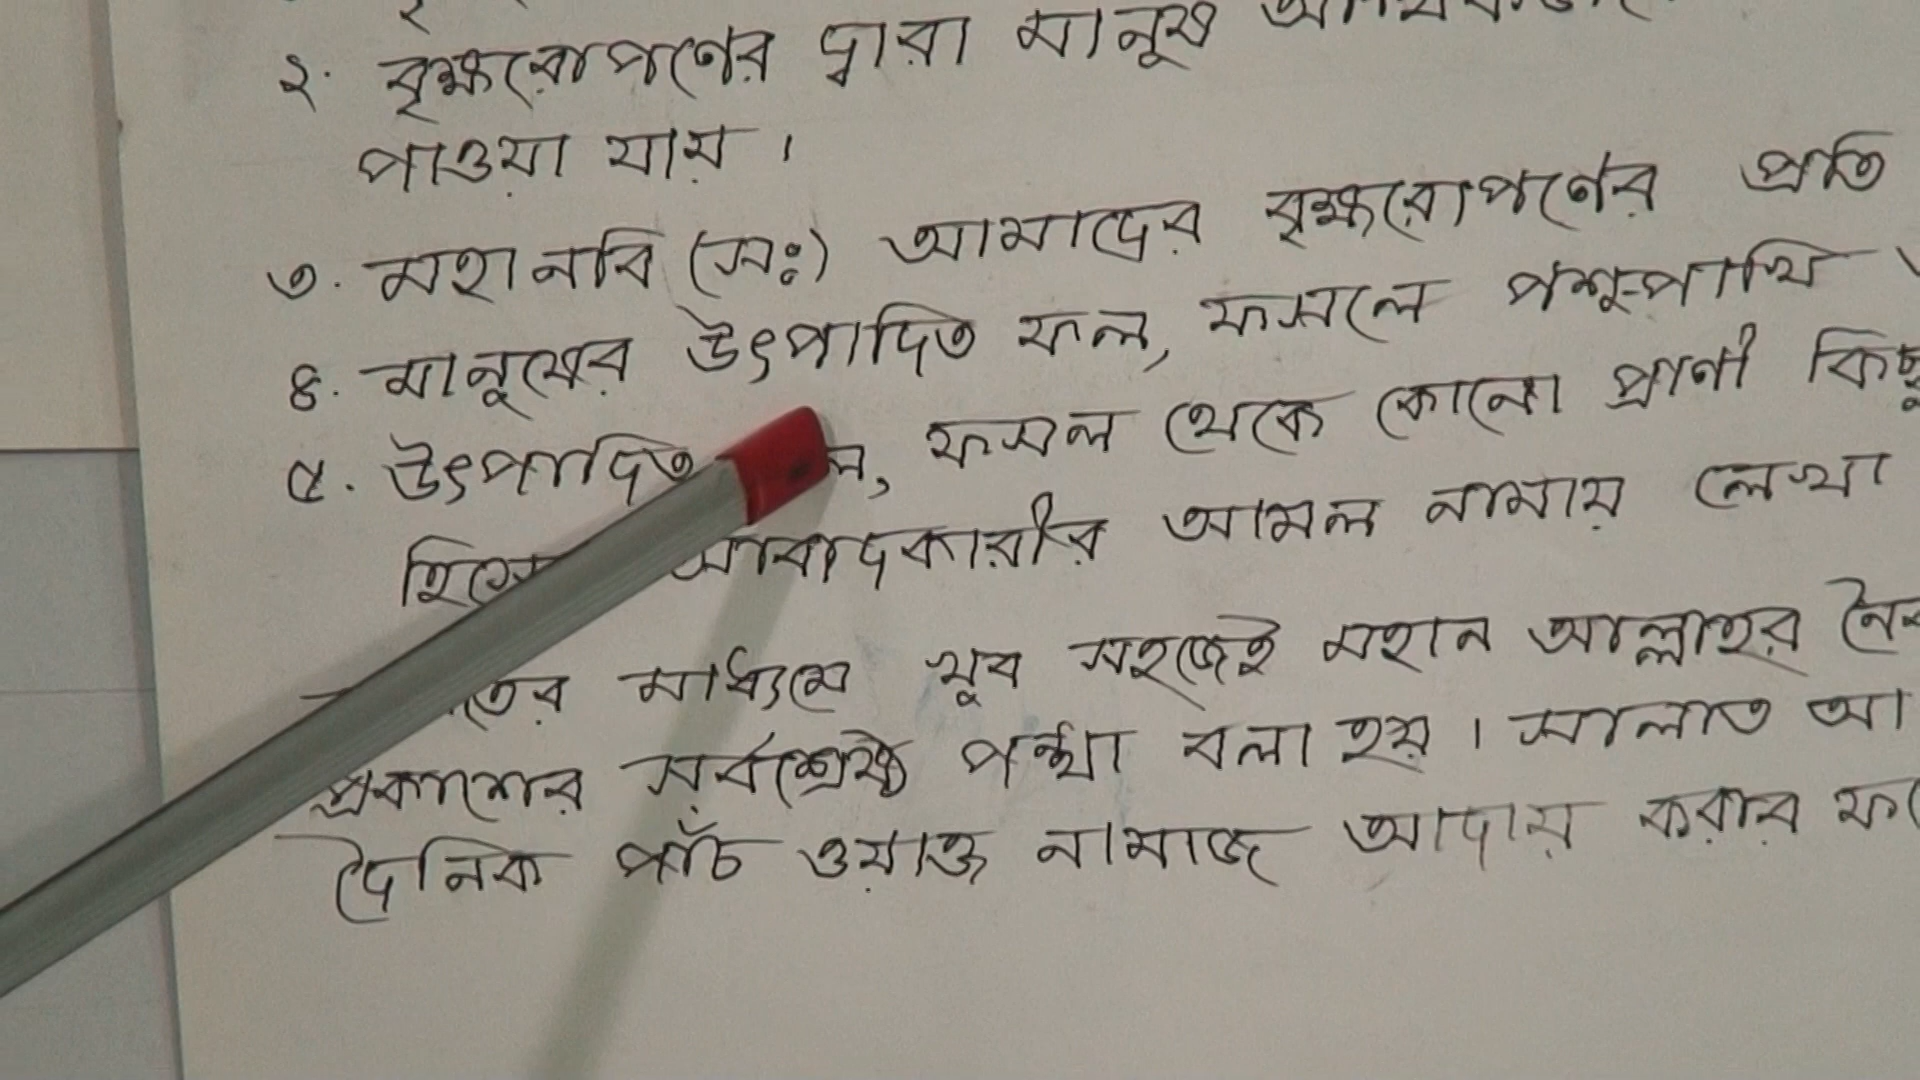 ২. বৃক্ষরোপণের দ্বারা মানুষ
পাওয়া যায়।
৩. মহানবি (সঃ) আমাদের বৃক্ষরোপণের প্রতি
৪. মানুষের উৎপাদিত ফল, ফসলে পশু-পাখি
৫. উৎপাদিত ল, ফসল থেকে কোনো প্রাণী কিছু
আবাদকারীর আমল নামায় লেখা
তের মাধ্যমে খুব সহজেই মহান আল্লাহর নৈক
প্রকাশের সর্বশ্রেষ্ঠ পন্থা বলা হয়। সালাত আ
দৈনিক পাঁচ ওয়াক্ত নামাজ আদায় করার ফ